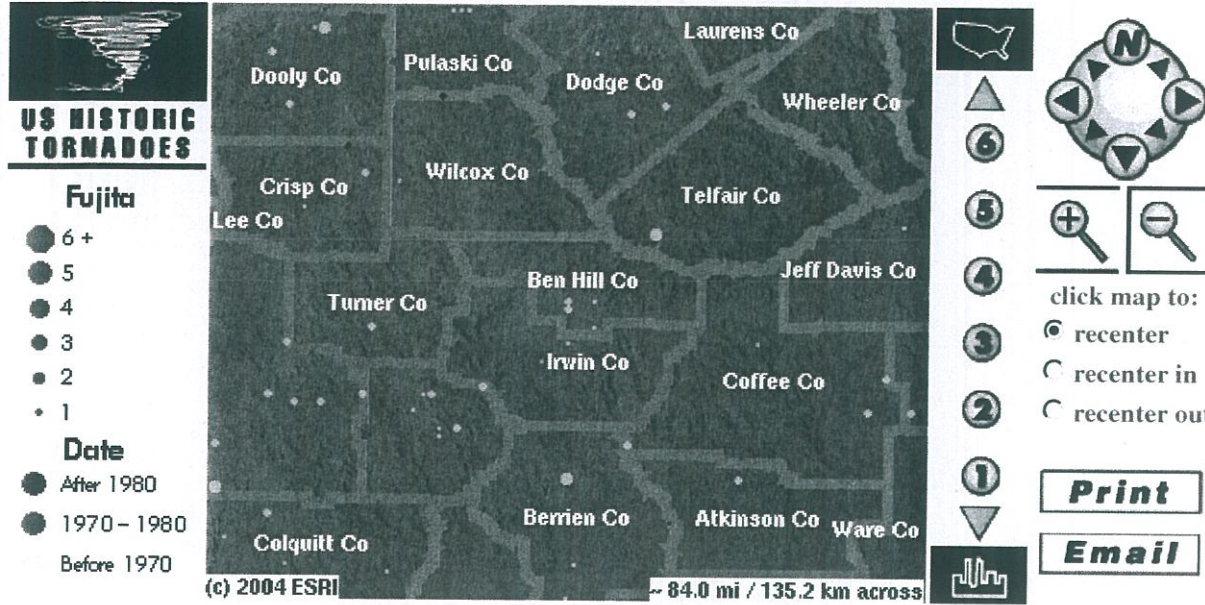 US HISTORIC
TORNADOES
Fujita
6 +
5
4
3
2
1
Date
After 1980
1970 - 1980
Before 1970
Laurens Co
Pulaski Co
Dooly Co
Dodge Co
Wheeler Co
Wilcox Co
Crisp Co
Telfair Co
Lee Co
Jeff Davis Co
Ben Hill Co
Turner Co
Irwin Co
Coffee Co
Berrien Co
Atkinson Co
Ware Co
Colquitt Co
(c) 2004 ESRI
~ 84.0 mi / 135.2 km across
6
5
4
3
2
1
N
click map to:
recenter
recenter in
recenter out
Print
Email